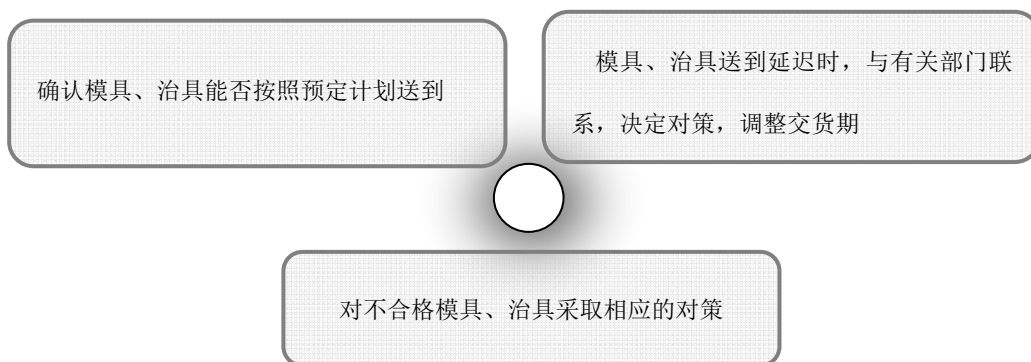 确认模具、治具能否按照预定计划送到
模具、治具送到延迟时，与有关部门联
系，决定对策，调整交货期
对不合格模具、治具采取相应的对策